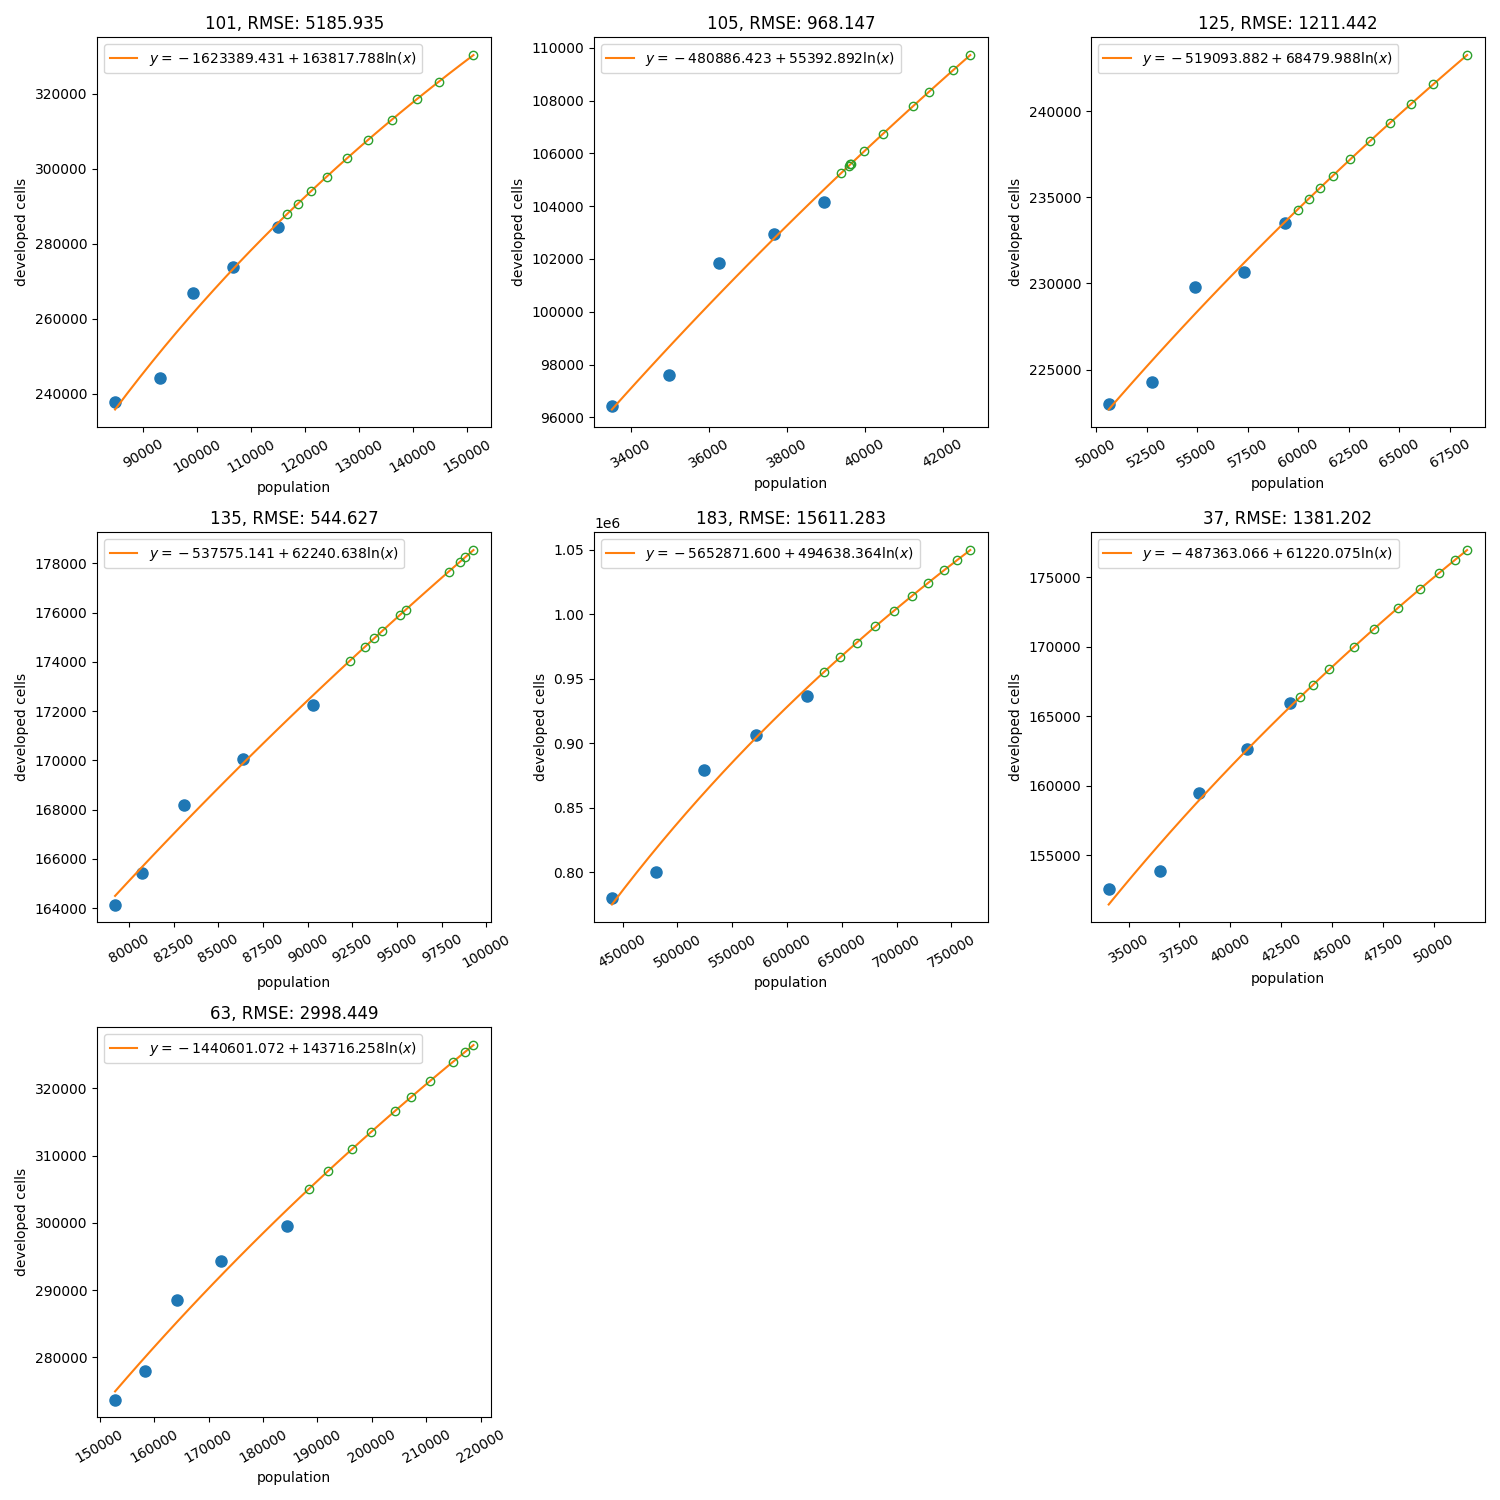 101, RMSE: 5185.935
y = −1623389.431 + 163817.788ln(x)
developed cells
320000
300000
280000
260000
240000
90000 100000 110000 120000 130000 140000 150000
population
105, RMSE: 968.147
y = −480886.423 + 55392.892ln(x)
developed cells
110000
108000
106000
104000
102000
100000
98000
96000
34000 36000 38000 40000 42000
population
125, RMSE: 1211.442
y = −519093.882 + 68479.988ln(x)
developed cells
240000
235000
230000
225000
50000 52500 55000 57500 60000 62500 65000 67500
population
135, RMSE: 544.627
y = −537575.141 + 62240.638ln(x)
developed cells
178000
176000
174000
172000
170000
168000
166000
164000
80000 82500 85000 87500 90000 92500 95000 97500 100000
population
183, RMSE: 15611.283
1e6
y = −5652871.600 + 494638.364ln(x)
developed cells
1.05
1.00
0.95
0.90
0.85
0.80
450000 500000 550000 600000 650000 700000 750000
population
37, RMSE: 1381.202
y = −487363.066 + 61220.075ln(x)
developed cells
175000
170000
165000
160000
155000
35000 37500 40000 42500 45000 47500 50000
population
63, RMSE: 2998.449
y = −1440601.072 + 143716.258ln(x)
developed cells
320000
310000
300000
290000
280000
150000 160000 170000 180000 190000 200000 210000 220000
population